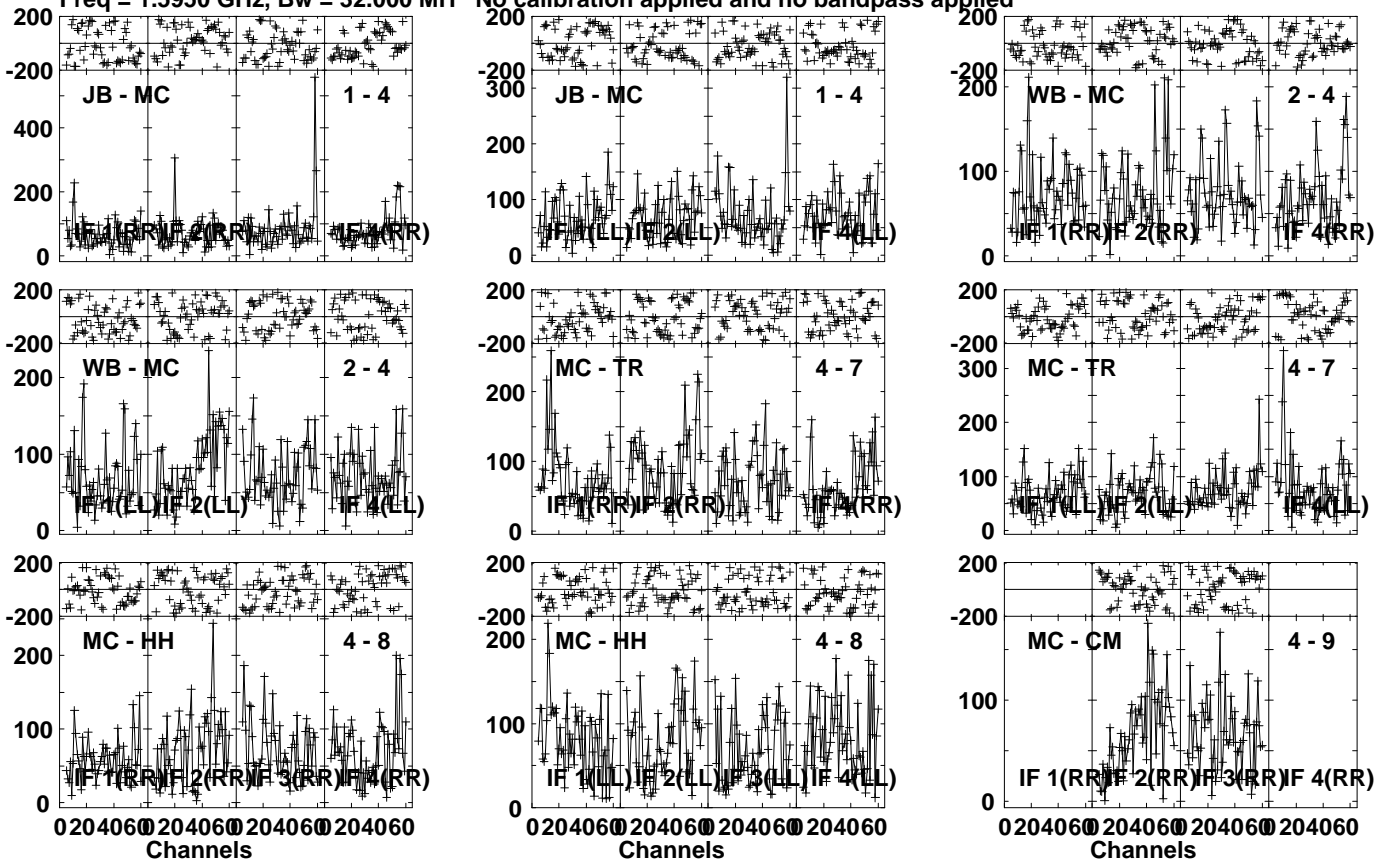 Freq = 1.5950 GHz, Bw = 32.000 MH No calibration applied and no bandpass applied
200
-200
JB - MC 1 - 4
400
200
0
IF 1(RR) IF 2(RR) IF 4(RR)
200
-200
JB - MC 1 - 4
300
200
100
0
IF 1(LL) IF 2(LL) IF 4(LL)
200
-200
WB - MC 2 - 4
200
100
0
IF 1(RR) IF 2(RR) IF 4(RR)
200
-200
WB - MC 2 - 4
200
100
0
IF 1(LL) IF 2(LL) IF 4(LL)
200
-200
MC - TR 4 - 7
200
100
0
IF 1(RR) IF 2(RR) IF 4(RR)
200
-200
MC - TR 4 - 7
300
200
100
0
IF 1(LL) IF 2(LL) IF 4(LL)
200
-200
MC - HH 4 - 8
200
100
0
IF 1(RR) IF 2(RR) IF 3(RR) IF 4(RR)
0 20 40 60 0 20 40 60 0 20 40 60 0 20 40 60
Channels
200
-200
MC - HH 4 - 8
200
100
0
IF 1(LL) IF 2(LL) IF 3(LL) IF 4(LL)
0 20 40 60 0 20 40 60 0 20 40 60 0 20 40 60
Channels
200
-200
MC - CM 4 - 9
100
0
IF 1(RR) IF 2(RR) IF 3(RR) IF 4(RR)
0 20 40 60 0 20 40 60 0 20 40 60 0 20 40 60
Channels